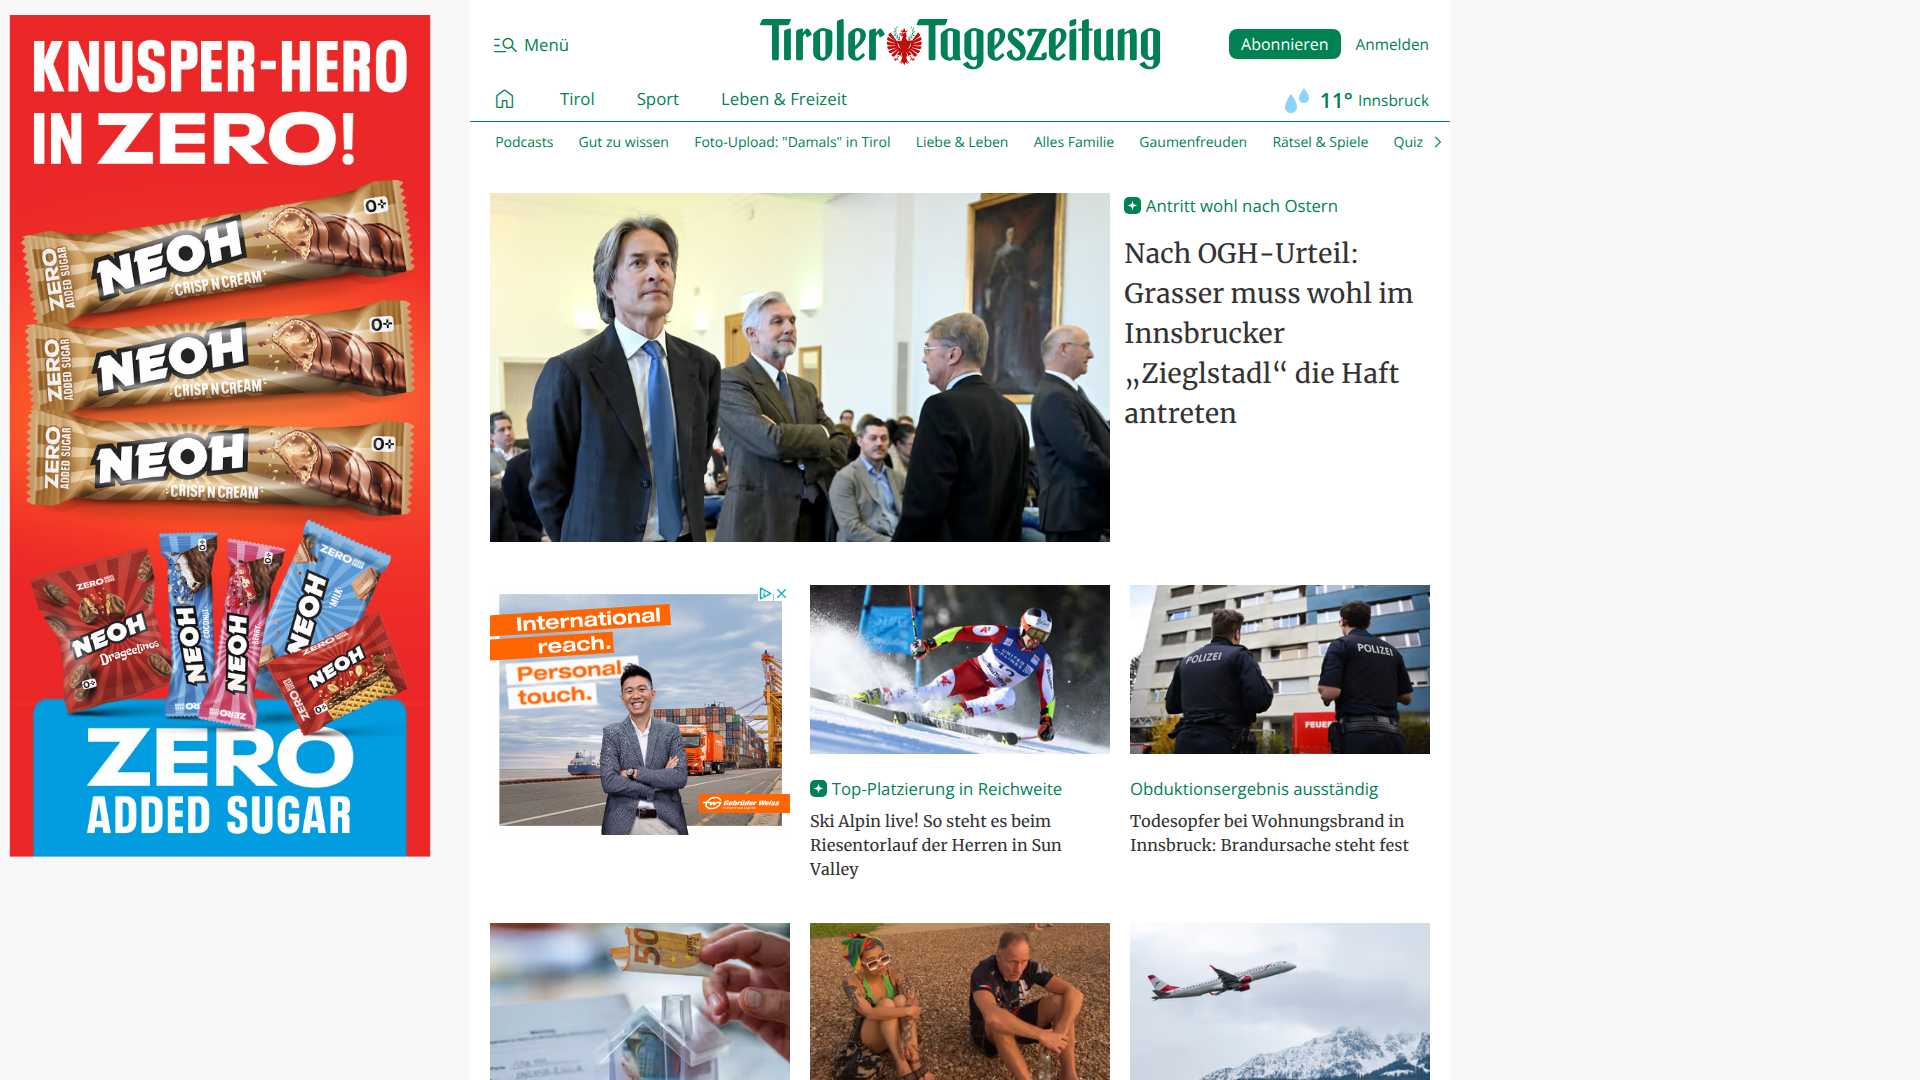 KNUSPER-HERO
IN ZERO!
ZERO
ADDED SUGAR
NEOH
CRISP N CREAM
0+
ZERO
ADDED SUGAR
NEOH
CRISP N CREAM
0+
ZERO
ADDED SUGAR
NEOH
CRISP N CREAM
0+
ZERO
NEOH
Drageelinos
NEOH
COCONUT
NEOH
ZERO
NEOH
MILK
ZERO
NEOH
ZERO
ADDED SUGAR
Menü
Tiroler Tageszeitung
Abonnieren
Anmelden
Tirol
Sport
Leben & Freizeit
11° Innsbruck
Podcasts
Gut zu wissen
Foto-Upload: "Damals" in Tirol
Liebe & Leben
Alles Familie
Gaumenfreuden
Rätsel & Spiele
Quiz
Antritt wohl nach Ostern
Nach OGH-Urteil:
Grasser muss wohl im
Innsbrucker
„Zieglstadl“ die Haft
antreten
International
reach.
Personal
touch.
Gebrüder Weiss
Top-Platzierung in Reichweite
Ski Alpin live! So steht es beim
Riesentorlauf der Herren in Sun
Valley
POLIZEI
POLIZEI
FEUER
Obduktionsergebnis ausständig
Todesopfer bei Wohnungsbrand in
Innsbruck: Brandursache steht fest
50